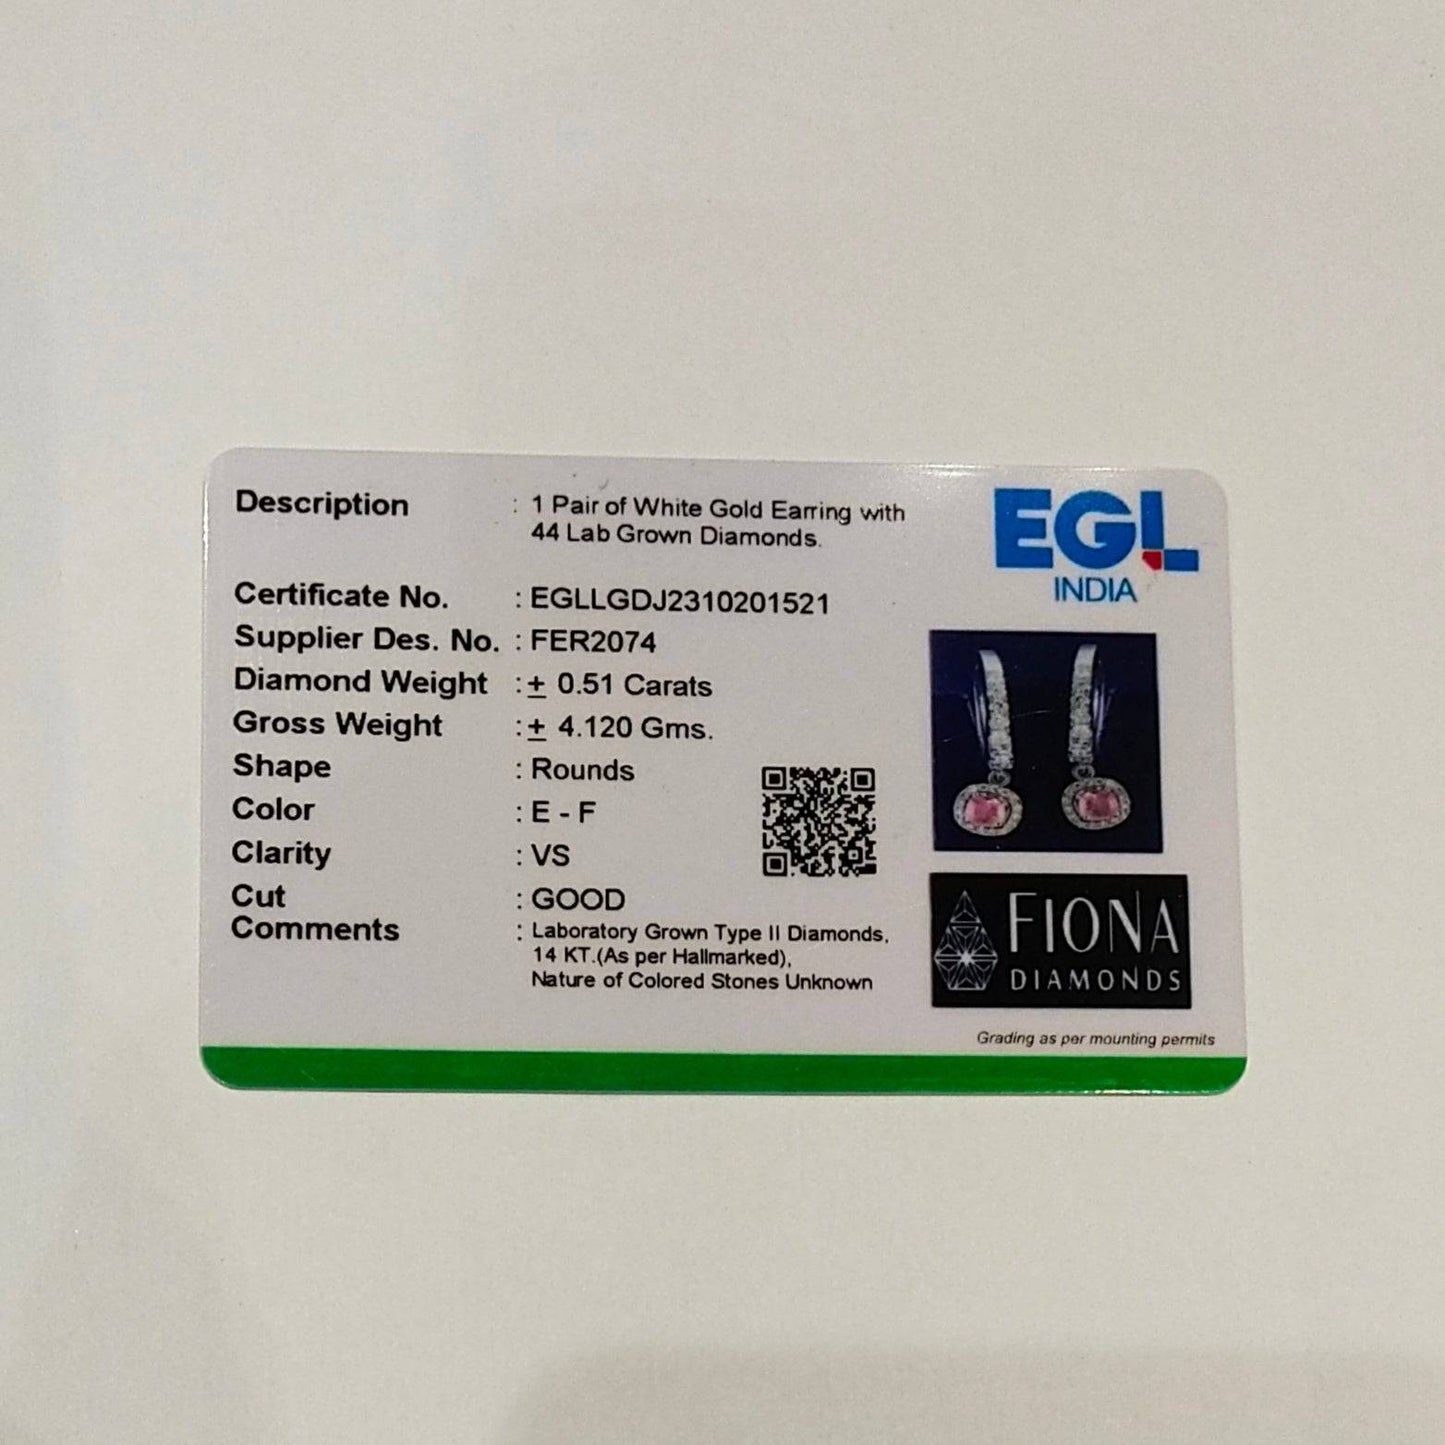 Description : 1 Pair of White Gold Earring with
44 Lab Grown Diamonds.
Certificate No. : EGLLGDJ2310201521
Supplier Des. No. : FER2074
Diamond Weight : ± 0.51 Carats
Gross Weight : ± 4.120 Gms.
Shape : Rounds
Color : E - F
Clarity : VS
Cut : GOOD
Comments : Laboratory Grown Type II Diamonds,
14 KT.(As per Hallmarked),
Nature of Colored Stones Unknown
EGL
INDIA
FIONA
DIAMONDS
Grading as per mounting permits